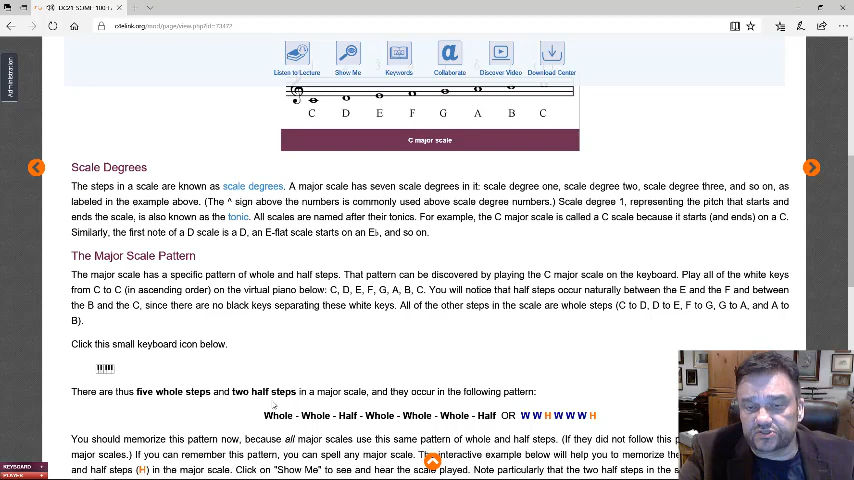 DC21 SOMF 100
c4elink.org/mod/page/view.php?id=73472
Administration
Listen to Lecture
Show Me
Keywords
a
Collaborate
Discover Video
Download Center
C D E F G A B C
C major scale
Scale Degrees
The steps in a scale are known as scale degrees. A major scale has seven scale degrees in it: scale degree one, scale degree two, scale degree three, and so on, as
labeled in the example above. (The ^ sign above the numbers is commonly used above scale degree numbers.) Scale degree 1, representing the pitch that starts and
ends the scale, is also known as the tonic. All scales are named after their tonics. For example, the C major scale is called a C scale because it starts (and ends) on a C.
Similarly, the first note of a D scale is a D, an E-flat scale starts on an E♭, and so on.
The Major Scale Pattern
The major scale has a specific pattern of whole and half steps. That pattern can be discovered by playing the C major scale on the keyboard. Play all of the white keys
from C to C (in ascending order) on the virtual piano below: C, D, E, F, G, A, B, C. You will notice that half steps occur naturally between the E and the F and between
the B and the C, since there are no black keys separating these white keys. All of the other steps in the scale are whole steps (C to D, D to E, F to G, G to A, and A to
B).
Click this small keyboard icon below.
There are thus five whole steps and two half steps in a major scale, and they occur in the following pattern:
Whole - Whole - Half - Whole - Whole - Whole - Half OR W W H W W W H
You should memorize this pattern now, because all major scales use this same pattern of whole and half steps. (If they did not follow this
major scales.) If you can remember this pattern, you can spell any major scale. The interactive example below will help you to memorize the
and half steps (H) in the major scale. Click on "Show Me" to see and hear the scale played. Note particularly that the two half steps in the
KEYBOARD
PLAYER